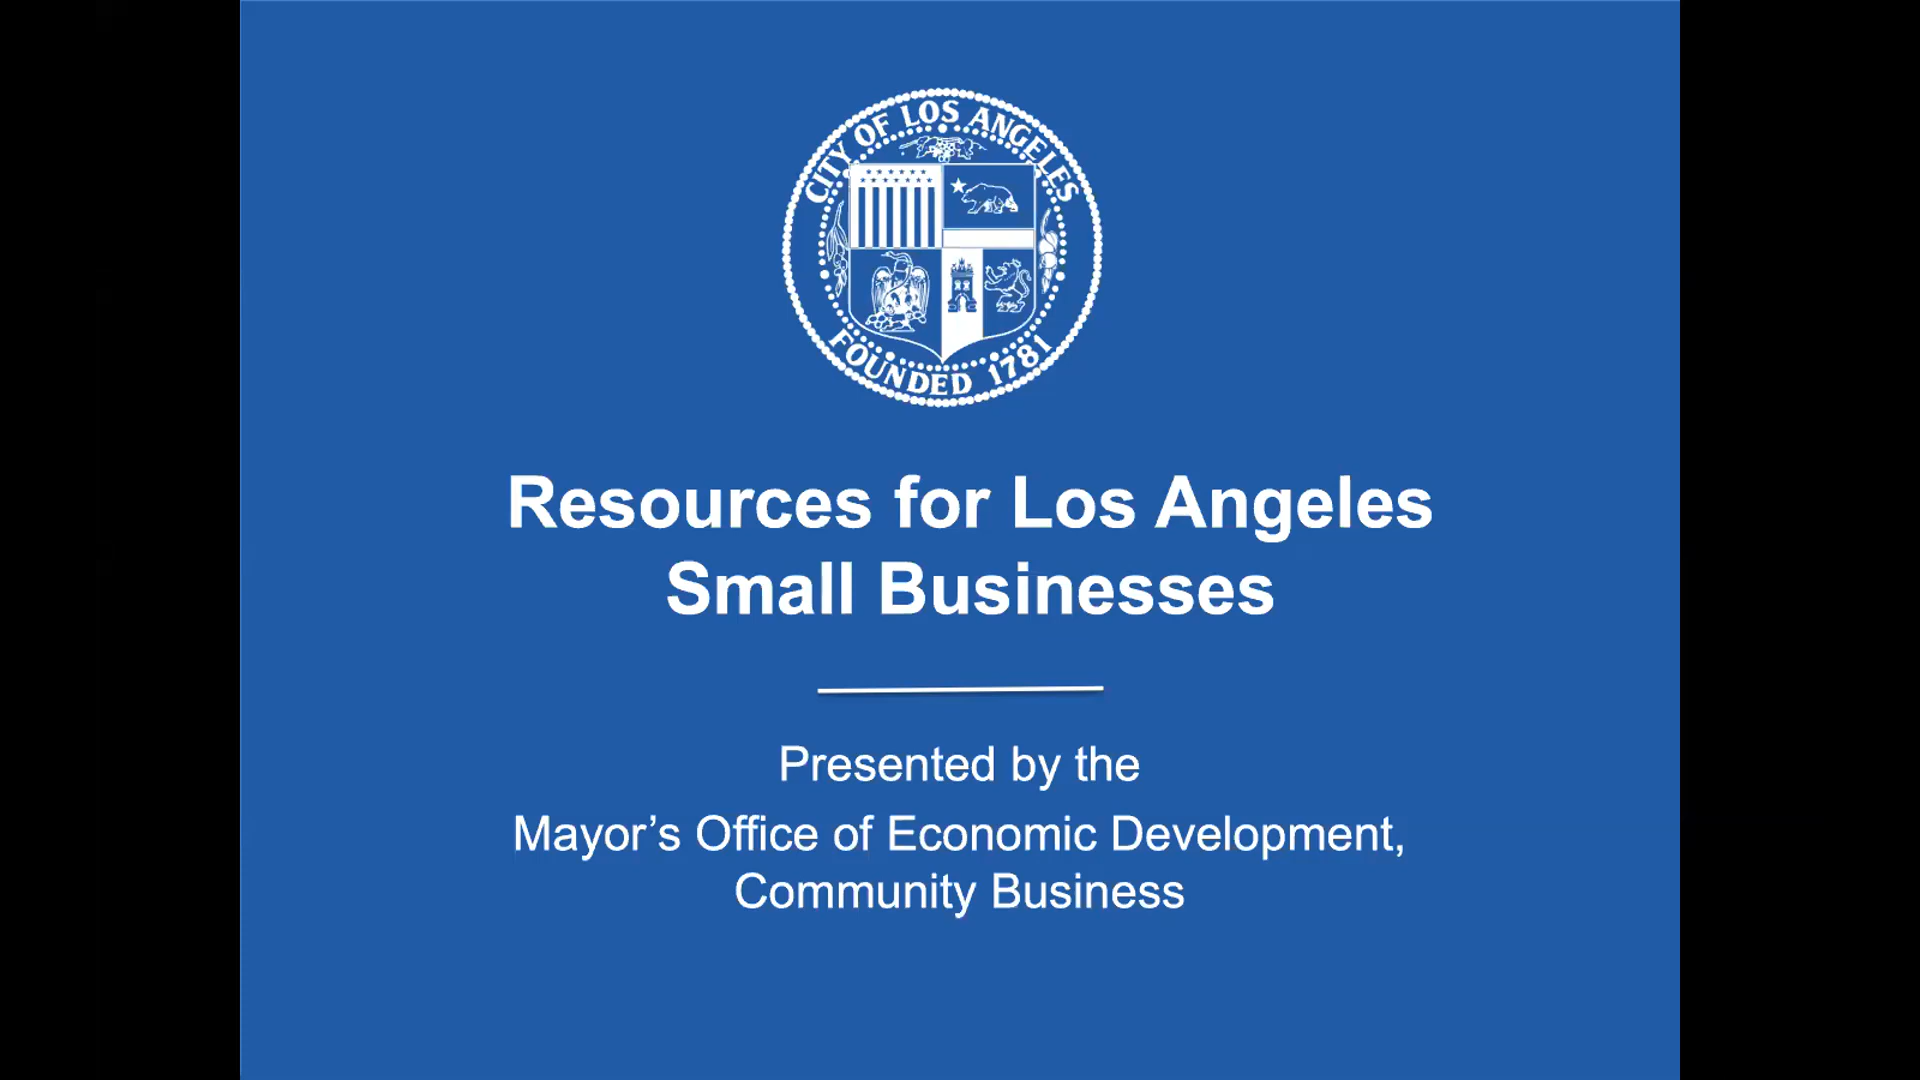 CITY OF LOS ANGELES
FOUNDED 1781
Resources for Los Angeles
Small Businesses
Presented by the
Mayor’s Office of Economic Development,
Community Business